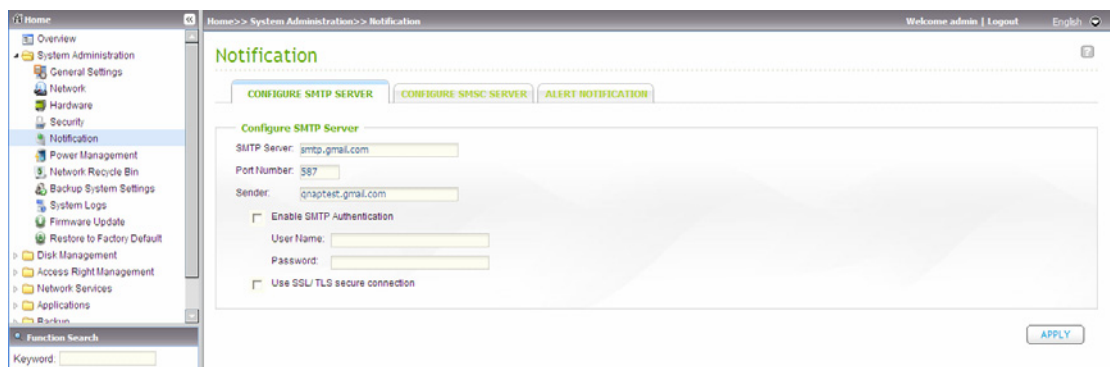 Home
Home>> System Administration>> Notification
Welcome admin | Logout
English
Overview
System Administration
General Settings
Network
Hardware
Security
Notification
Power Management
Network Recycle Bin
Backup System Settings
System Logs
Firmware Update
Restore to Factory Default
Disk Management
Access Right Management
Network Services
Applications
Backup
Function Search
Keyword:
Notification
CONFIGURE SMTP SERVER
CONFIGURE SMSC SERVER
ALERT NOTIFICATION
Configure SMTP Server
SMTP Server: smtp.gmail.com
Port Number: 587
Sender: qnaptest.gmail.com
Enable SMTP Authentication
User Name:
Password:
Use SSL/ TLS secure connection
APPLY